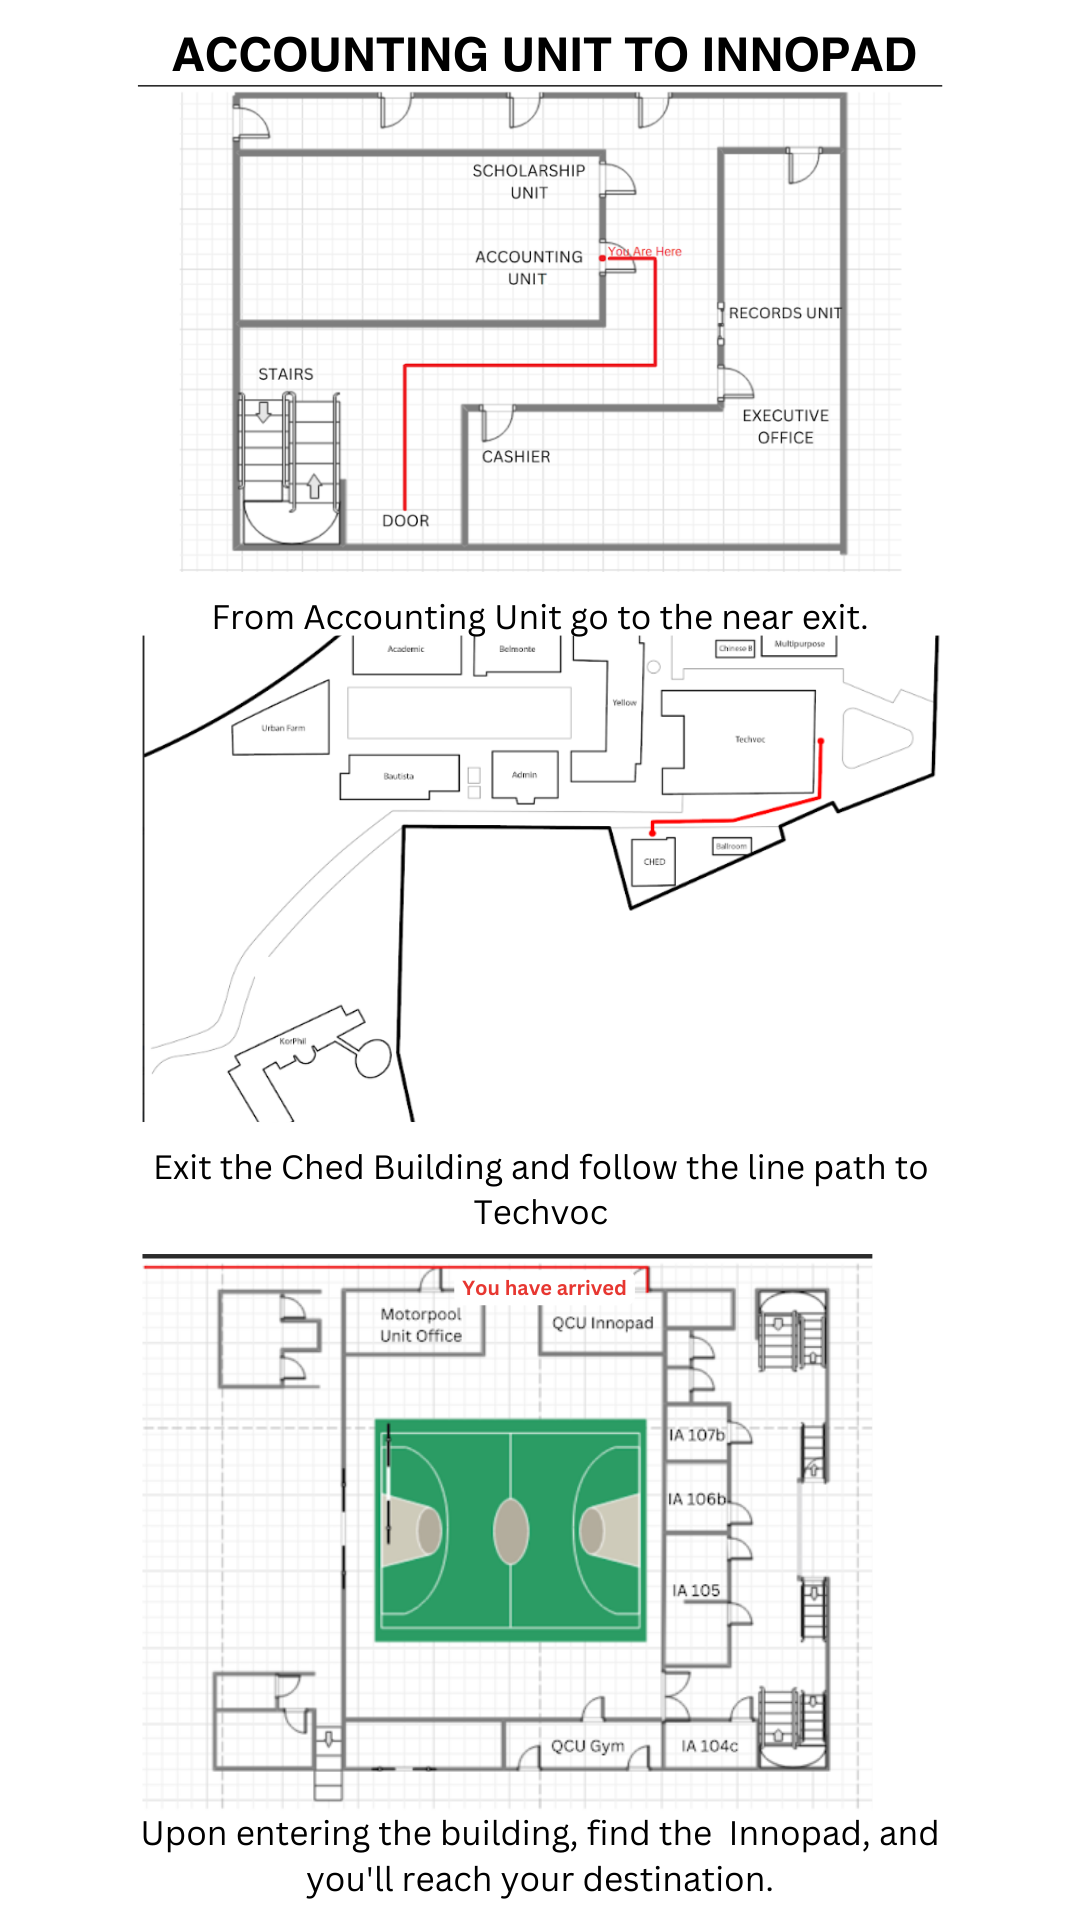 ACCOUNTING UNIT TO INNOPAD
SCHOLARSHIP
UNIT
You Are Here
ACCOUNTING
UNIT
RECORDS UNIT
STAIRS
EXECUTIVE
OFFICE
CASHIER
DOOR
From Accounting Unit go to the near exit.
Academic
Belmonte
Chinese B
Multipurpose
Yellow
Urban Farm
Techvoc
Bautista
Admin
CHED
Ballroom
KorPhil
Exit the Ched Building and follow the line path to
Techvoc
You have arrived
Motorpool
Unit Office
QCU Innopad
IA 107b
IA 106b
IA 105
QCU Gym
IA 104c
Upon entering the building, find the  Innopad, and
you'll reach your destination.